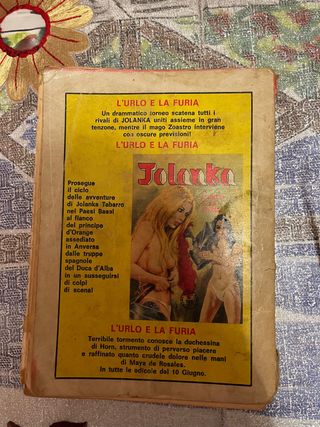 L'URLO E LA FURIA
Un drammatico torneo scatena tutti i
rivali di JOLANKA uniti assieme in gran
tenzone, mentre il mago Zoastro interviene
con oscure previsioni!
L'URLO E LA FURIA
Jolanka
Prosegue
il ciclo
delle avventure
di Jolanka Tabarro
nei Paesi Bassi
al fianco
del principe
d'Orange
assediato
in Anversa
dalle truppe
spagnole
del Duca d'Alba
in un susseguirsi
di colpi
di scena!
L'URLO E LA FURIA
Terribile tormento conosce la duchessina
di Horn, strumento di perverso piacere
e raffinato quanto crudele dolore nelle mani
di Maya de Rosales.
In tutte le edicole dal 10 Giugno.